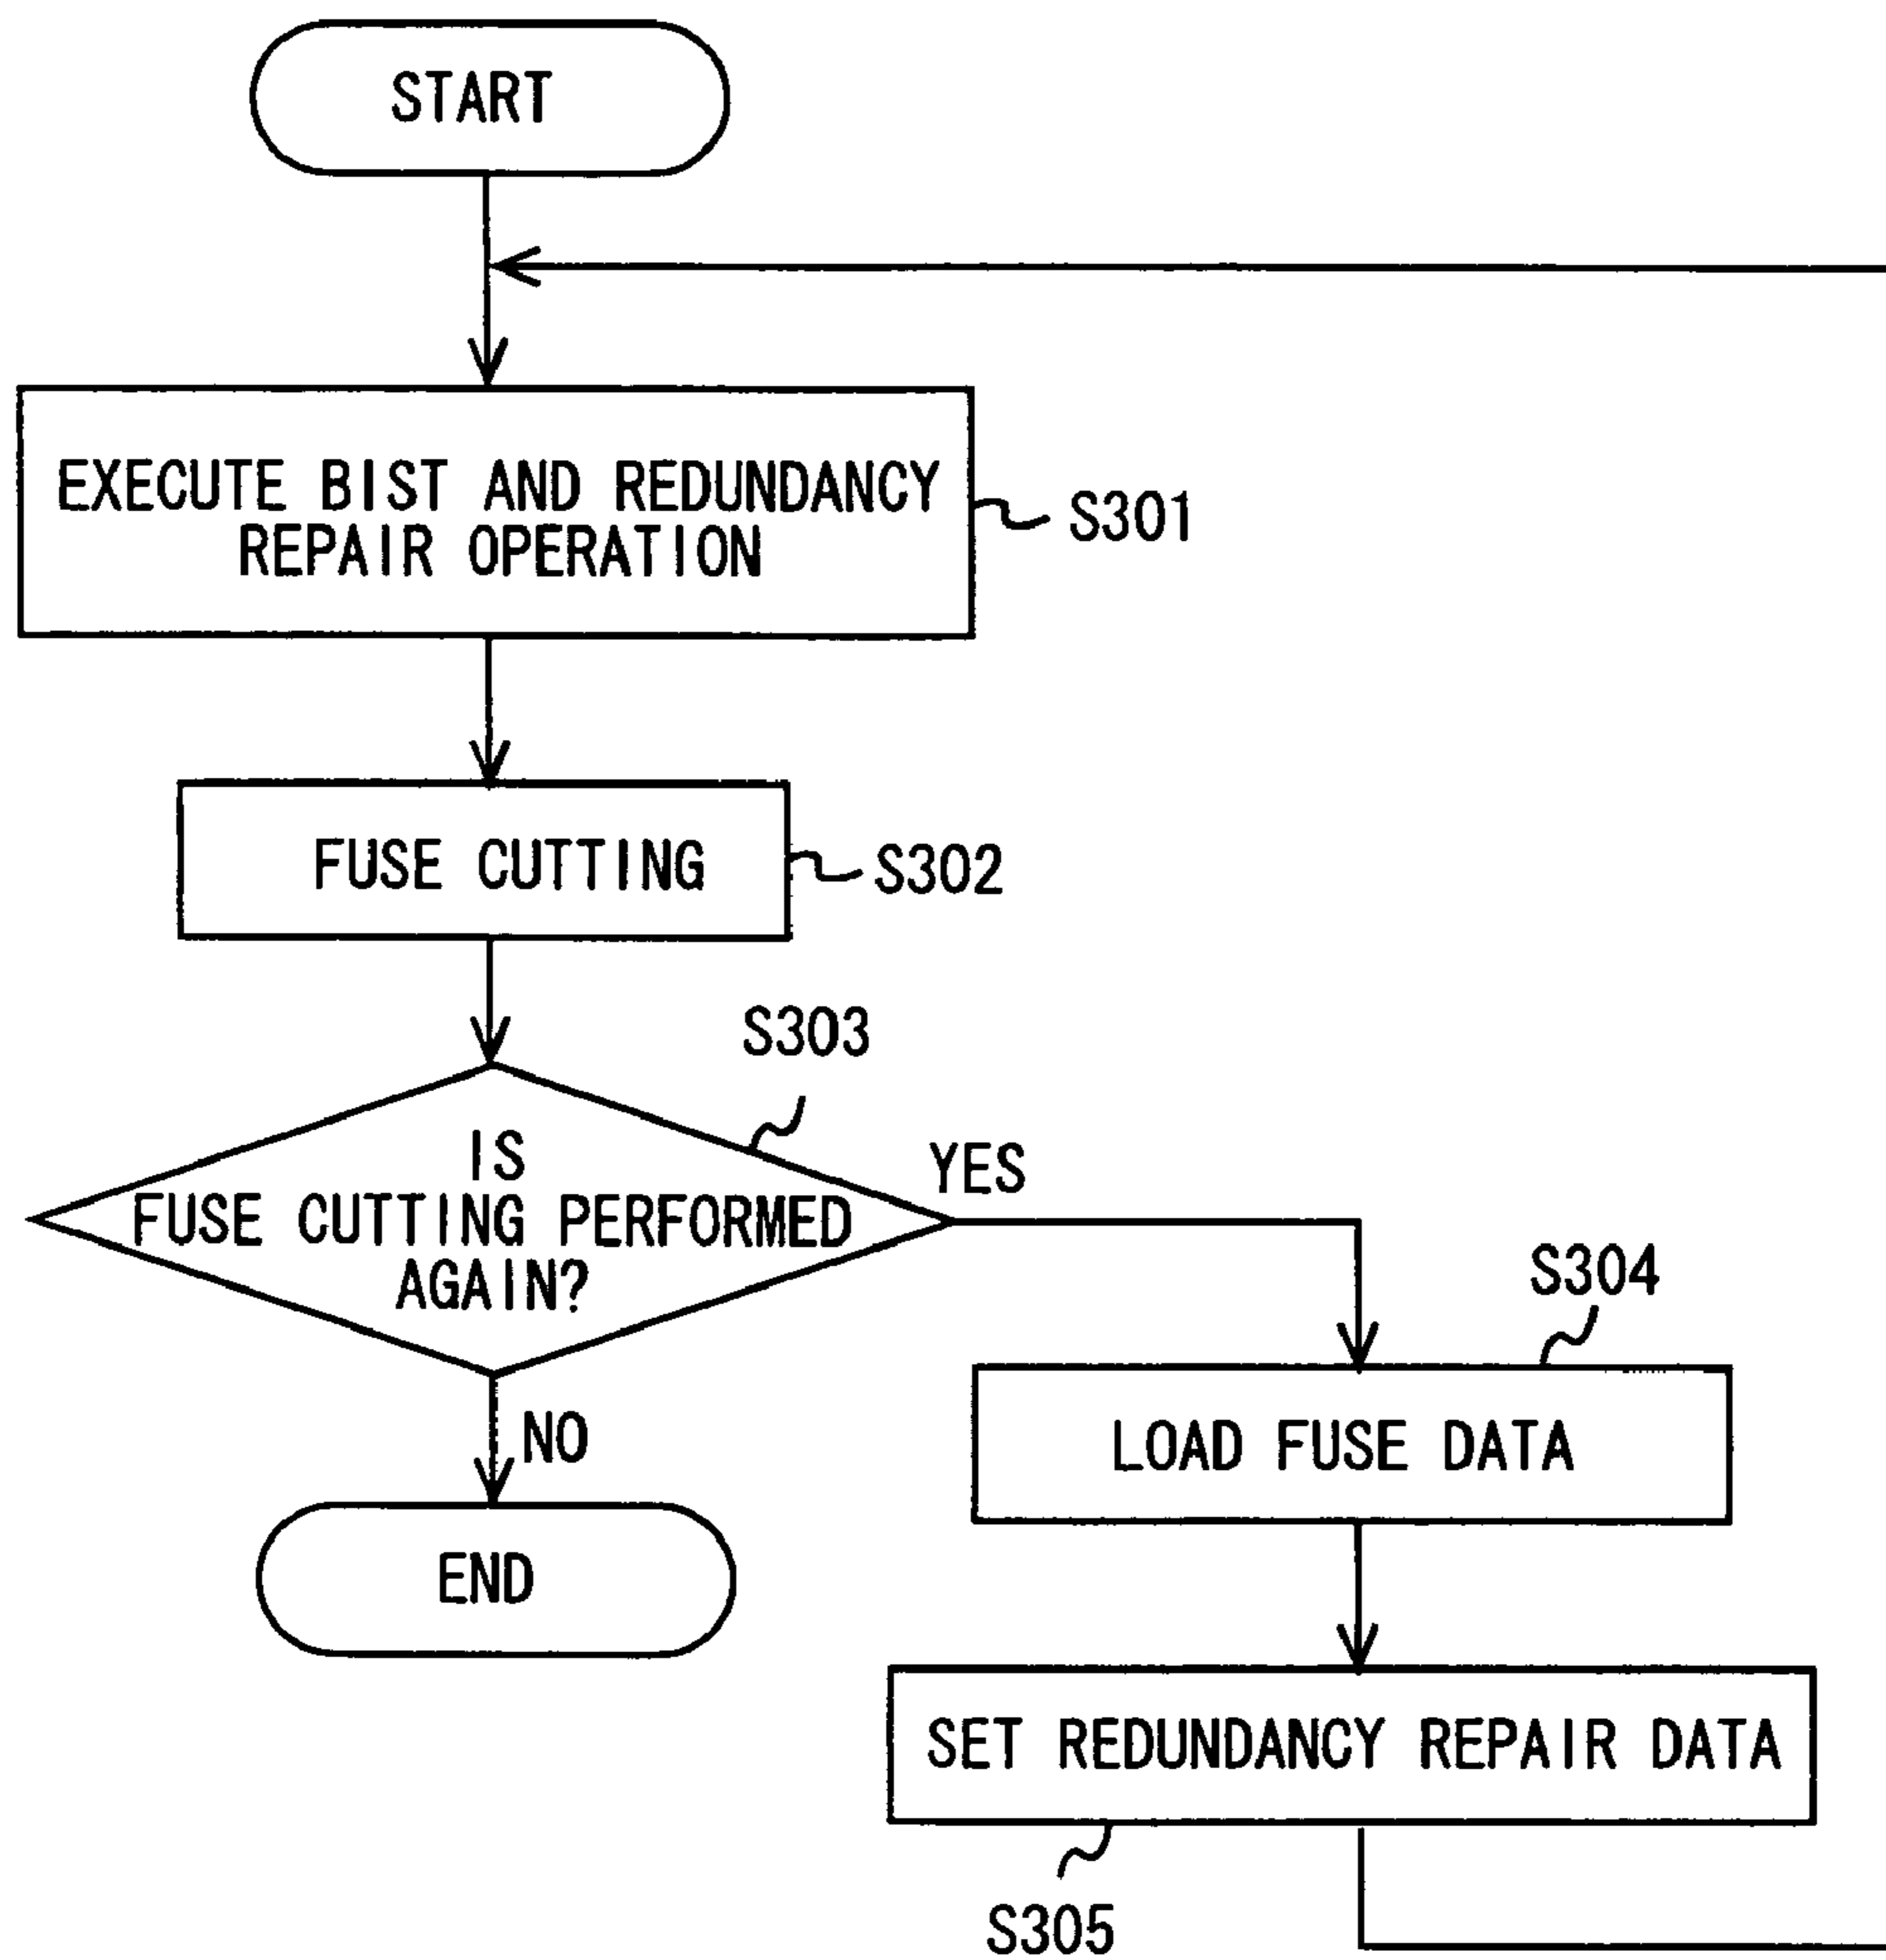 START
EXECUTE BIST AND REDUNDANCY
REPAIR OPERATION
S301
FUSE CUTTING
S302
S303
IS
FUSE CUTTING PERFORMED
AGAIN?
YES
NO
END
S304
LOAD FUSE DATA
SET REDUNDANCY REPAIR DATA
S305